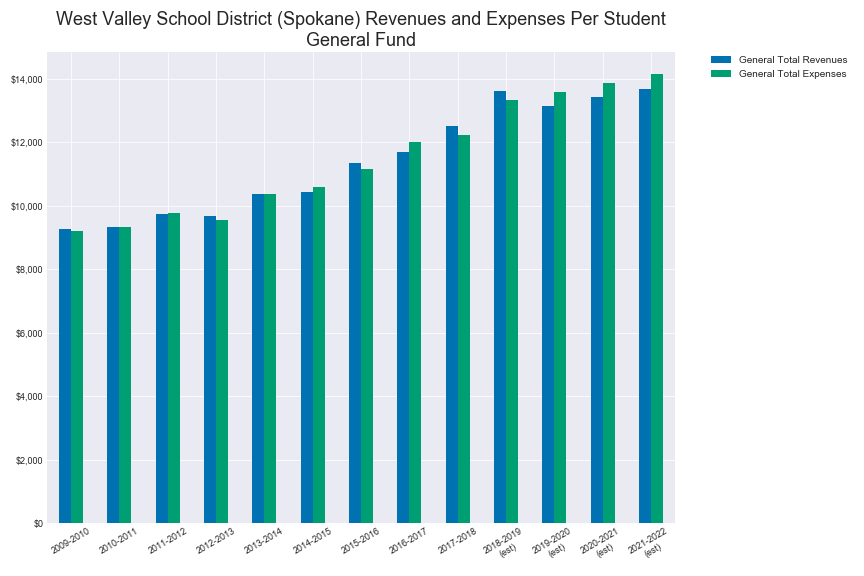 West Valley School District (Spokane) Revenues and Expenses Per Student
General Fund
General Total Revenues
General Total Expenses
$14,000
$12,000
$10,000
$8,000
$6,000
$4,000
$2,000
$0
2009-2010
2010-2011
2011-2012
2012-2013
2013-2014
2014-2015
2015-2016
2016-2017
2017-2018
2018-2019
(est)
2019-2020
(est)
2020-2021
(est)
2021-2022
(est)